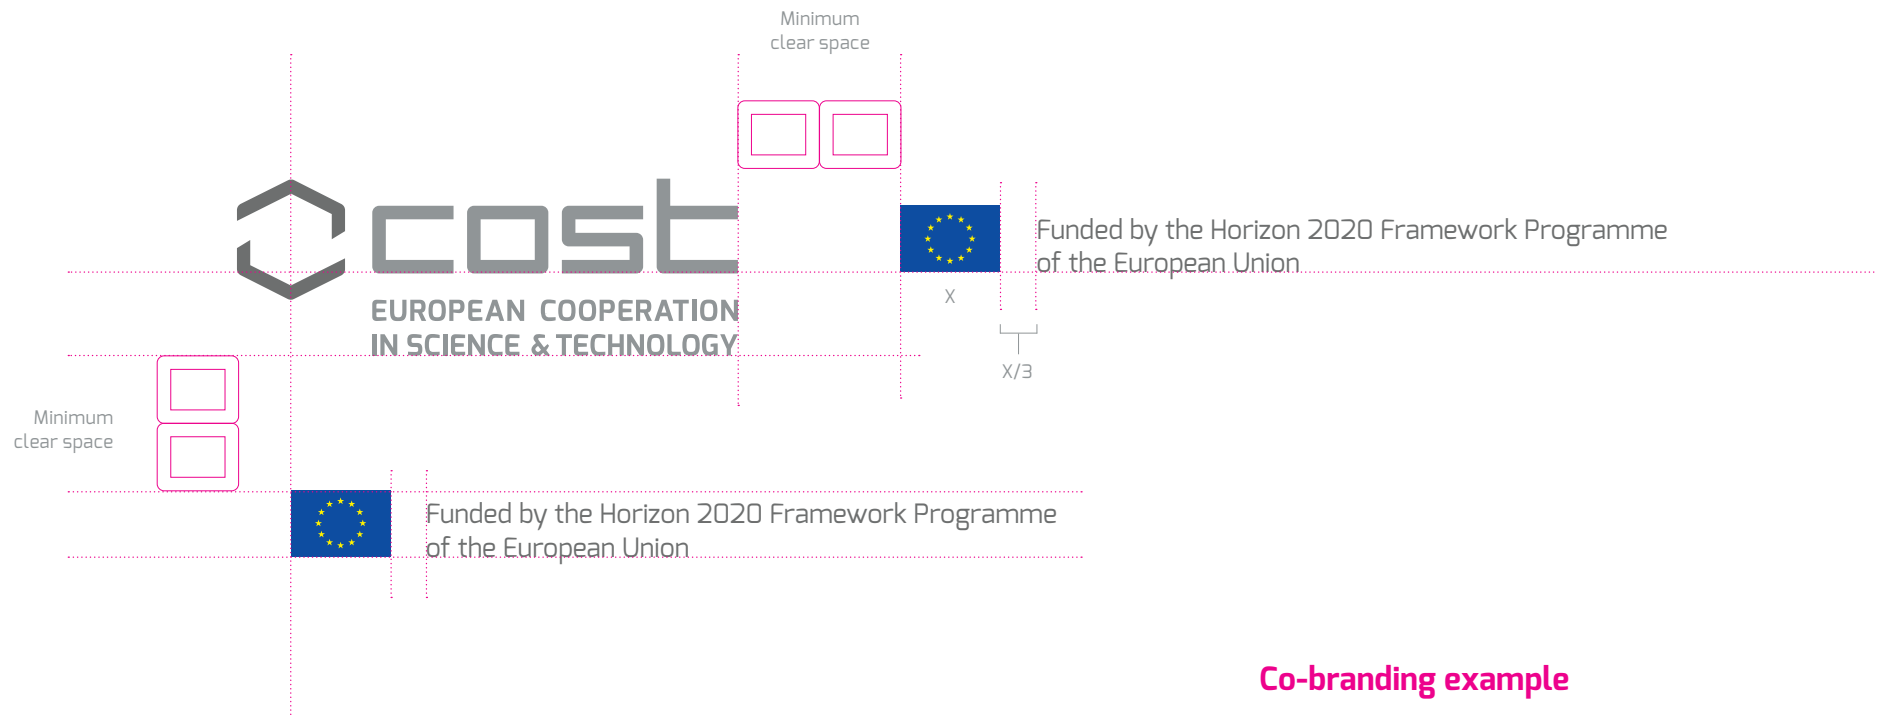 Minimum
clear space
cost
EUROPEAN COOPERATION
IN SCIENCE & TECHNOLOGY
Funded by the Horizon 2020 Framework Programme
of the European Union
X
X/3
Minimum
clear space
Funded by the Horizon 2020 Framework Programme
of the European Union
Co-branding example